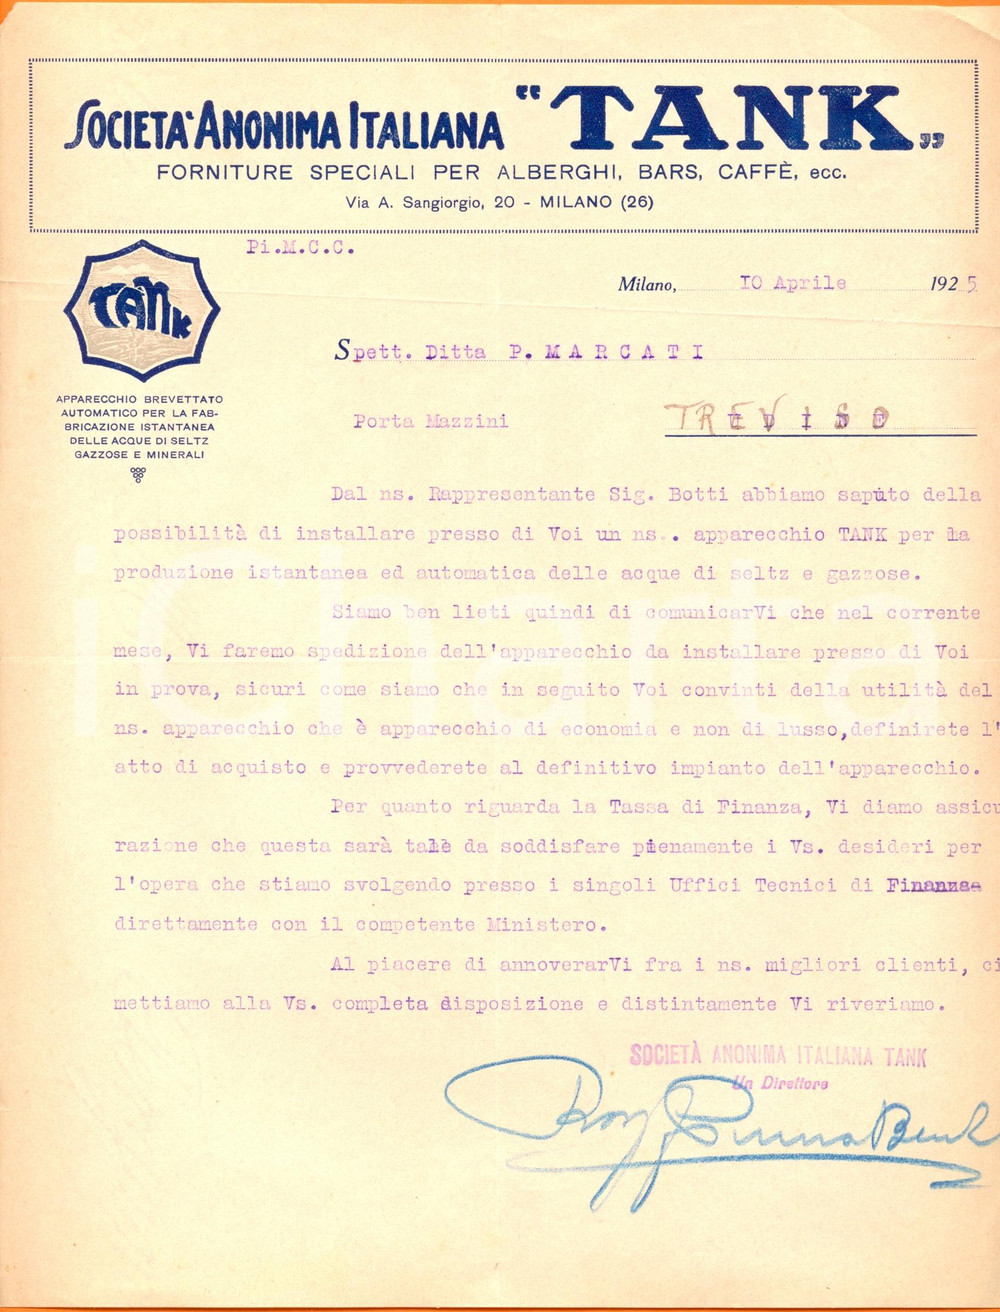 SOCIETA' ANONIMA ITALIANA "TANK„
FORNITURE SPECIALI PER ALBERGHI, BARS, CAFFÈ, ecc.
Via A. Sangiorgio, 20 - MILANO (26)
Pi.M.C.C.
TANK
Milano, 10 Aprile 1925
Spett. Ditta P. MARCATI
APPARECCHIO BREVETTATO
AUTOMATICO PER LA FAB-
BRICAZIONE ISTANTANEA
DELLE ACQUE DI SELTZ
GAZZOSE E MINERALI
Porta Mazzini TREVISO
Dal ns. Rappresentante Sig. Botti abbiamo saputo della
possibilità di installare presso di Voi un ns. . apparecchio TANK per la
produzione istantanea ed automatica delle acque di seltz e gazzose.
Siamo ben lieti quindi di comunicarVi che nel corrente
mese, Vi faremo spedizione dell'apparecchio da installare presso di Voi
in prova, sicuri come siamo che in seguito Voi convinti della utilità del
ns. apparecchio che è apparecchio di economia e non di lusso,definirete l'
atto di acquisto e provvederete al definitivo impianto dell'apparecchio.
Per quanto riguarda la Tassa di Finanza, Vi diamo assicu
razione che questa sarà tale da soddisfare pienamente i Vs. desideri per
l'opera che stiamo svolgendo presso i singoli Uffici Tecnici di Finanza
direttamente con il competente Ministero.
Al piacere di annoverarVi fra i ns. migliori clienti, ci
mettiamo alla Vs. completa disposizione e distintamente Vi riveriamo.
SOCIETÀ ANONIMA ITALIANA TANK
Un Direttore
iCharta